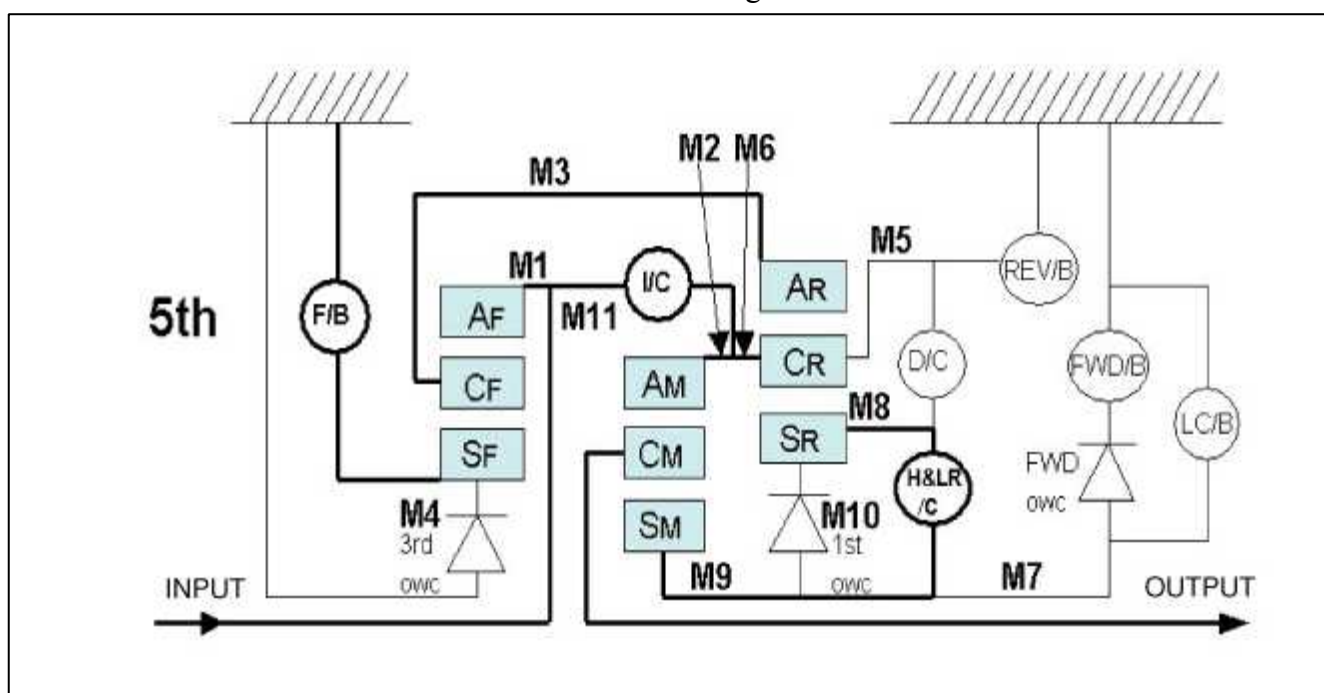 M2 M6
M3
M5
M1
REV/B
I/C
AR
AF
M11
5th
F/B
CR
D/C
FWD/B
AM
CF
M8
LC/B
SR
CM
SF
FWD
H&LR
/C
OWC
M4
M10
SM
3rd
1st
OWC
M9
OWC
M7
INPUT
OUTPUT